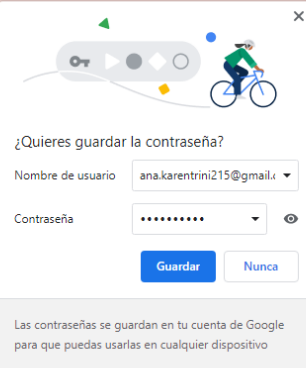 ¿Quieres guardar la contraseña?
Nombre de usuario ana.karentrini215@gmail.c
Contraseña ••••••••••
Guardar Nunca
Las contraseñas se guardan en tu cuenta de Google
para que puedas usarlas en cualquier dispositivo